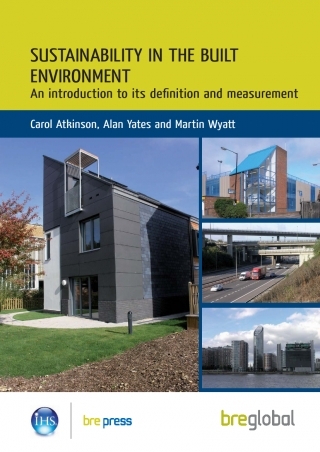 SUSTAINABILITY IN THE BUILT
ENVIRONMENT
An introduction to its definition and measurement
Carol Atkinson, Alan Yates and Martin Wyatt
ihs
bre press
breglobal